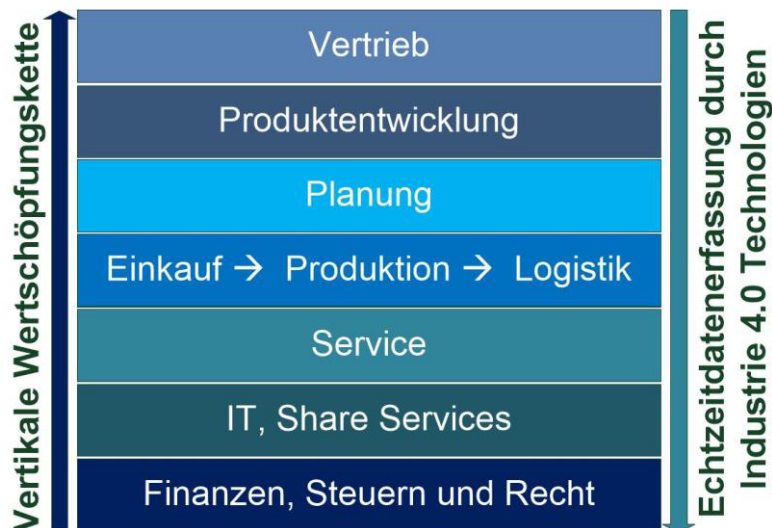 Vertikale Wertschöpfungskette
Vertrieb
Produktentwicklung
Planung
Einkauf → Produktion → Logistik
Service
IT, Share Services
Finanzen, Steuern und Recht
Echtzeitdatenerfassung durch
Industrie 4.0 Technologien